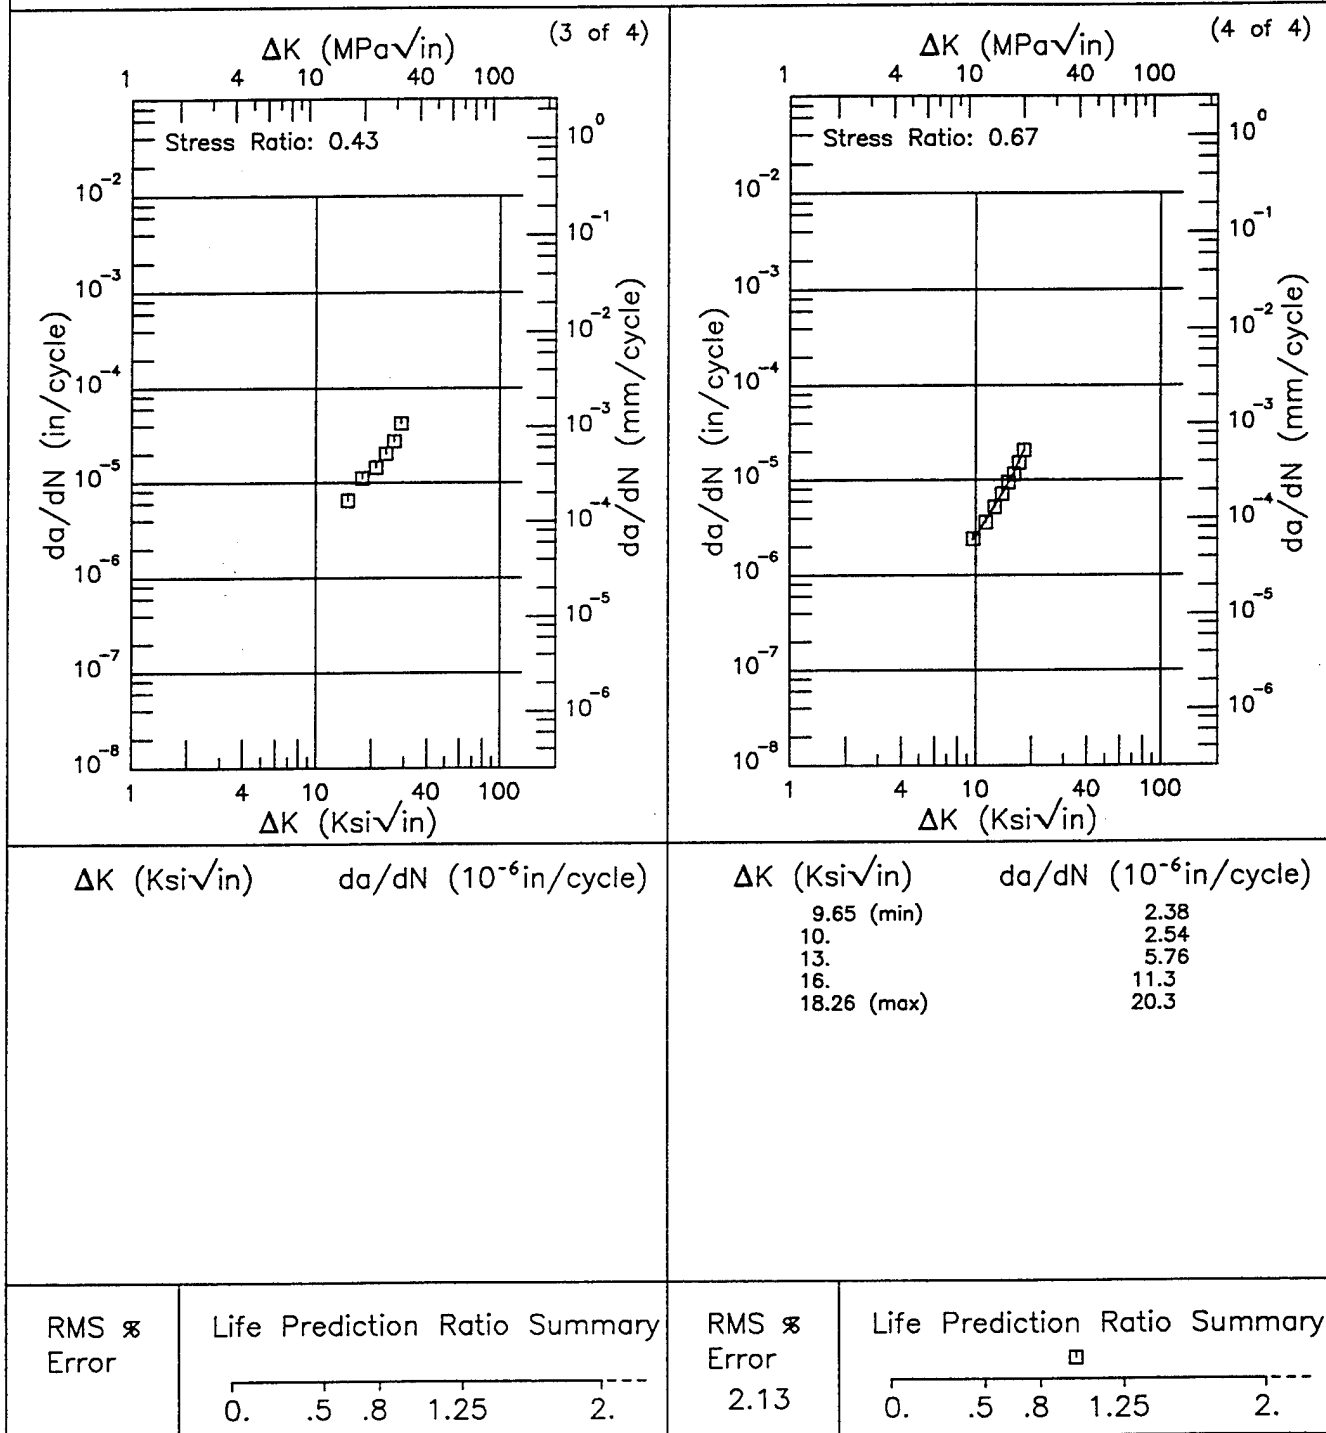 (3 of 4)
ΔK (MPa√in)
1 4 10 40 100
Stress Ratio: 0.43
10⁻²
10⁻³
10⁻⁴
10⁻⁵
10⁻⁶
10⁻⁷
10⁻⁸
da/dN (in/cycle)
10⁰
10⁻¹
10⁻²
10⁻³
10⁻⁴
10⁻⁵
10⁻⁶
da/dN (mm/cycle)
1 4 10 40 100
ΔK (Ksi√in)
(4 of 4)
ΔK (MPa√in)
1 4 10 40 100
Stress Ratio: 0.67
10⁻²
10⁻³
10⁻⁴
10⁻⁵
10⁻⁶
10⁻⁷
10⁻⁸
da/dN (in/cycle)
10⁰
10⁻¹
10⁻²
10⁻³
10⁻⁴
10⁻⁵
10⁻⁶
da/dN (mm/cycle)
1 4 10 40 100
ΔK (Ksi√in)
ΔK (Ksi√in) da/dN (10⁻⁶in/cycle)
ΔK (Ksi√in) da/dN (10⁻⁶in/cycle)
9.65 (min) 2.38
10. 2.54
13. 5.76
16. 11.3
18.26 (max) 20.3
RMS %
Error
Life Prediction Ratio Summary
0. .5 .8 1.25 2.
RMS %
Error
2.13
Life Prediction Ratio Summary
0. .5 .8 1.25 2.